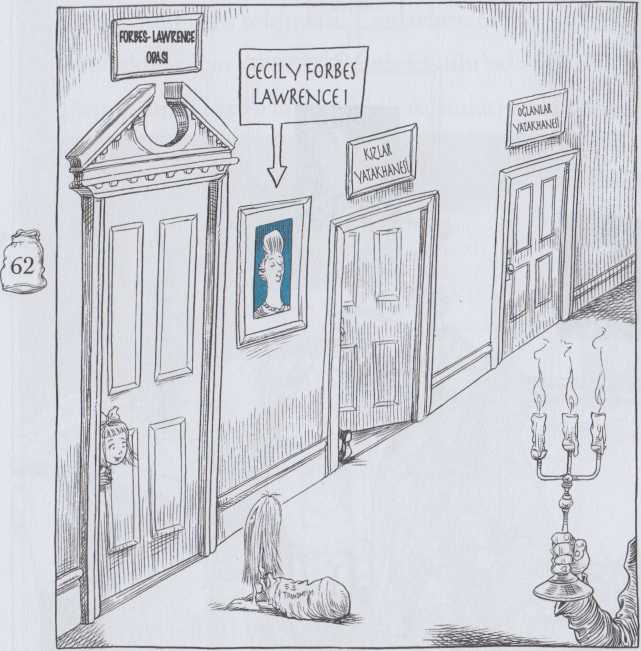 FORBES-LAWRENCE
ODASI
CECILY FORBES
LAWRENCE I
KIZLAR
YATAKHANESİ
OĞLANLAR
YATAKHANESİ
62